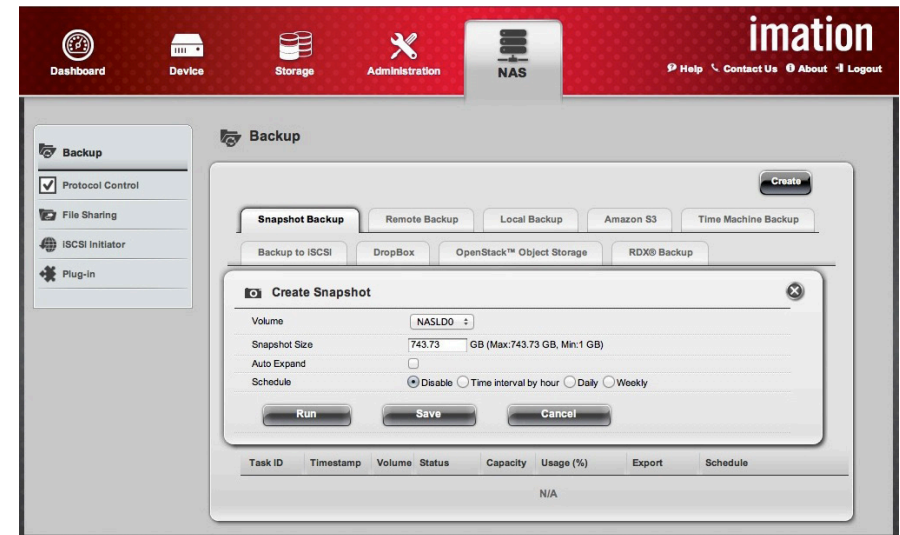 imation
Dashboard Device Storage Administration NAS
Help Contact Us About Logout
Backup
Protocol Control
File Sharing
iSCSI Initiator
Plug-in
Backup
Create
Snapshot Backup Remote Backup Local Backup Amazon S3 Time Machine Backup
Backup to iSCSI DropBox OpenStack™ Object Storage RDX® Backup
Create Snapshot
Volume NASLD0
Snapshot Size 743.73 GB (Max:743.73 GB, Min:1 GB)
Auto Expand
Schedule Disable Time interval by hour Daily Weekly
Run Save Cancel
Task ID Timestamp Volume Status Capacity Usage (%) Export Schedule
N/A